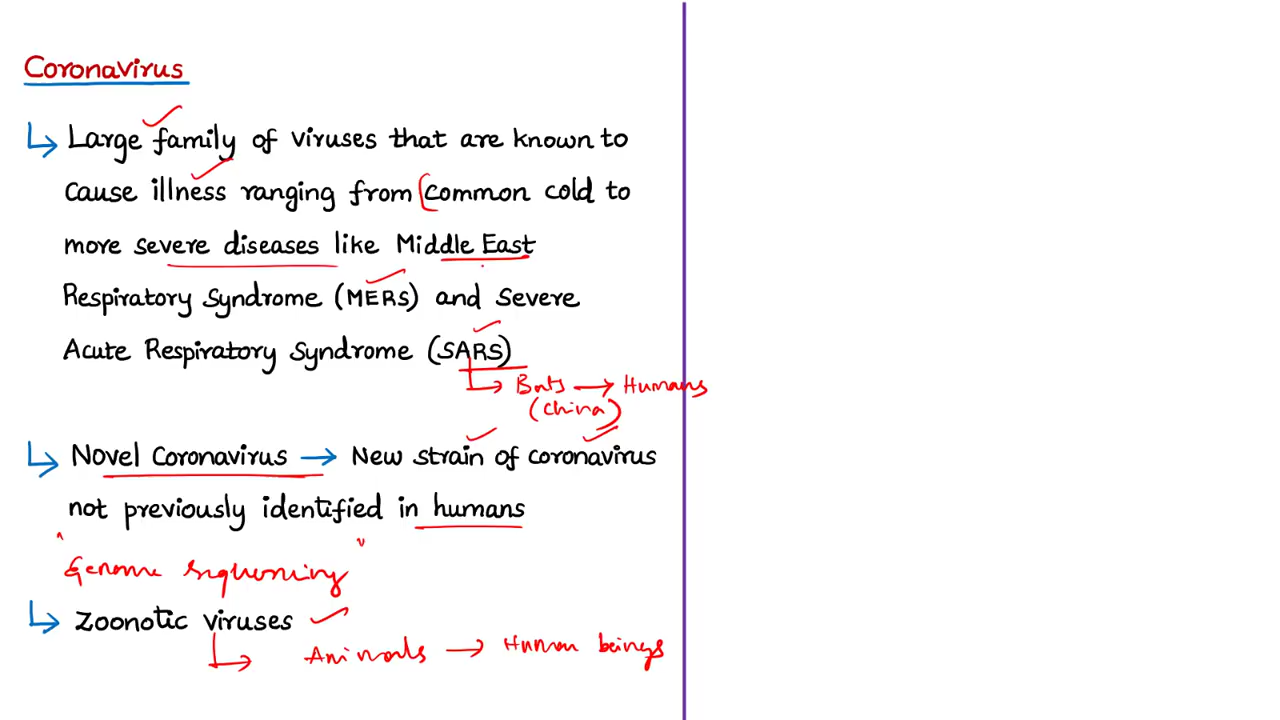 Coronavirus
↳ Large family of viruses that are known to
cause illness ranging from (common cold to
more severe diseases like Middle East
Respiratory Syndrome (MERS) and Severe
Acute Respiratory Syndrome (SARS)
↳ Bats → Humans
(China)
↳ Novel Coronavirus → New strain of coronavirus
not previously identified in humans
"Genome sequencing"
↳ Zoonotic viruses
↳ Animals → Human beings